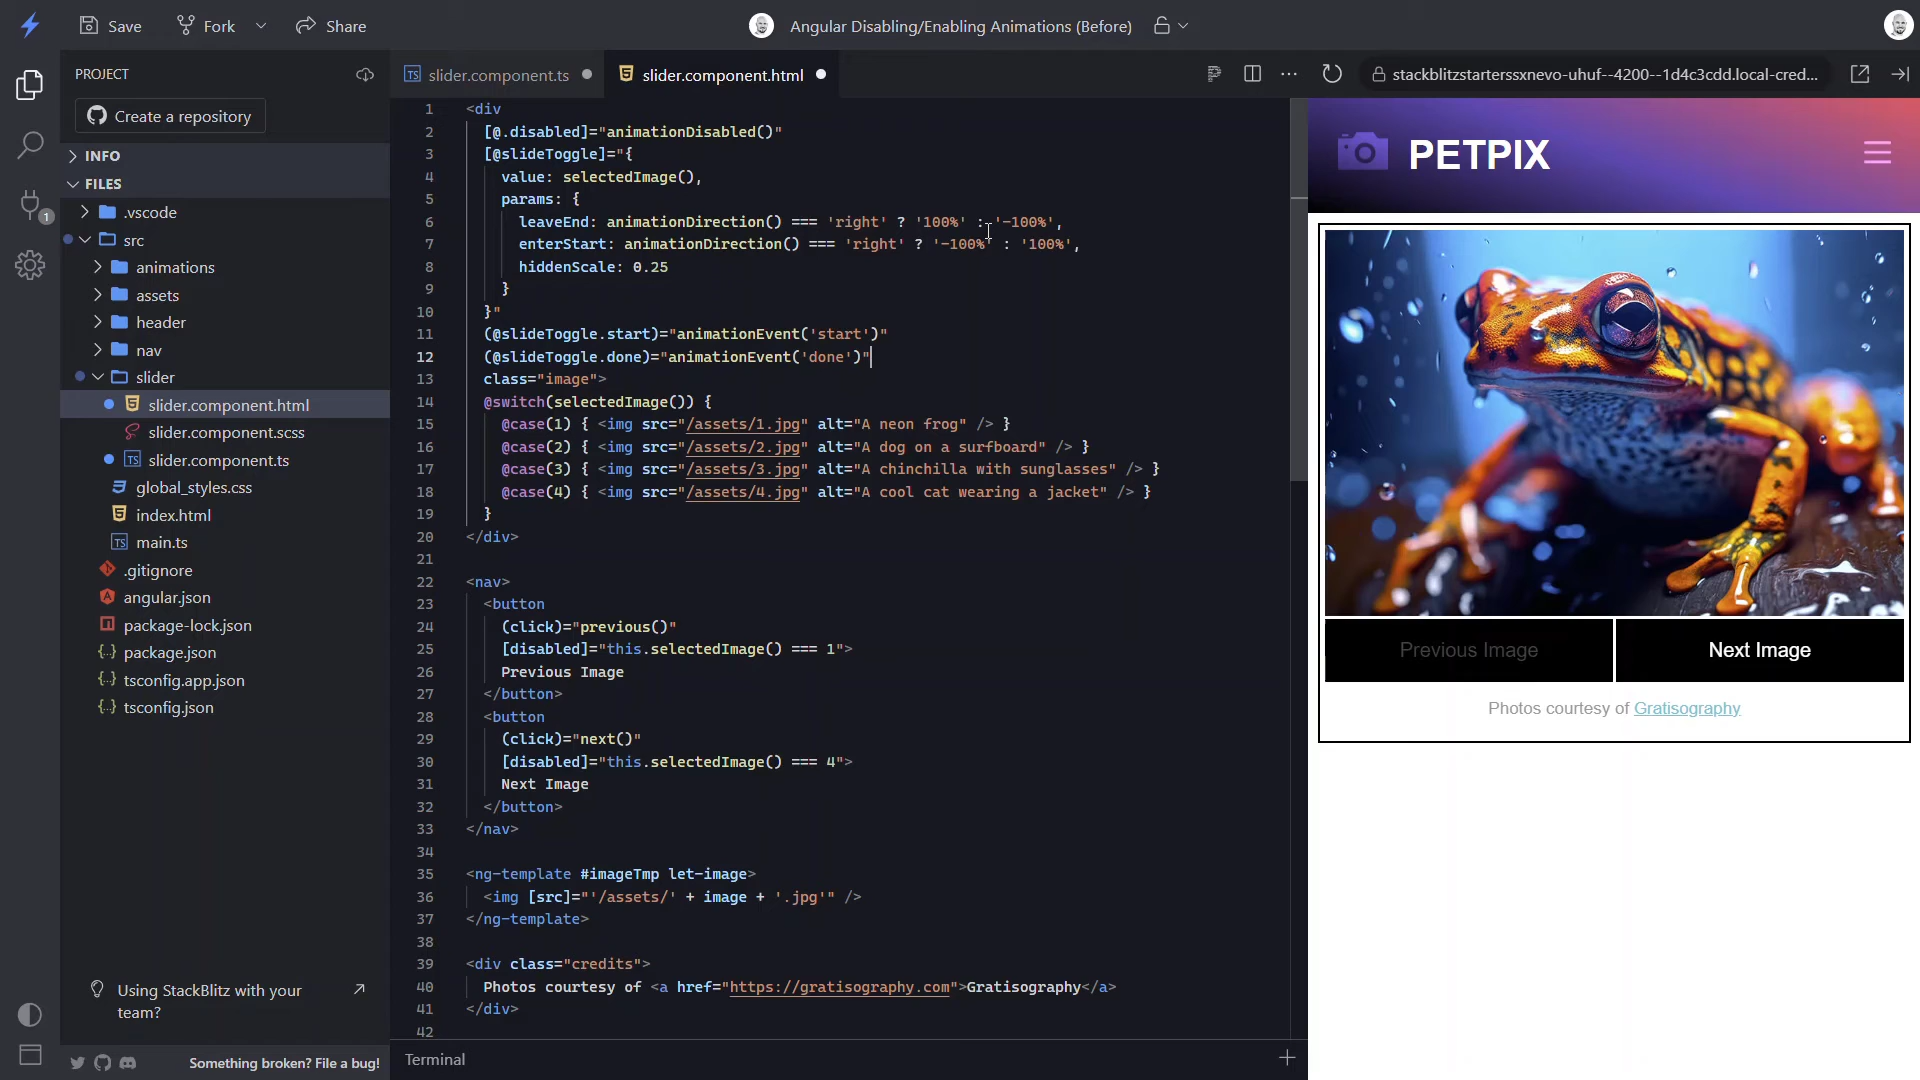 Save
Fork
Share
Angular Disabling/Enabling Animations (Before)
PROJECT
Create a repository
INFO
FILES
.vscode
src
animations
assets
header
nav
slider
slider.component.html
slider.component.scss
slider.component.ts
global_styles.css
index.html
main.ts
.gitignore
angular.json
package-lock.json
package.json
tsconfig.app.json
tsconfig.json
1
Using StackBlitz with your
team?
Something broken? File a bug!
slider.component.ts
slider.component.html
1 <div
2 [@.disabled]="animationDisabled()"
3 [@slideToggle]="{
4 value: selectedImage(),
5 params: {
6 leaveEnd: animationDirection() === 'right' ? '100%' : '-100%',
7 enterStart: animationDirection() === 'right' ? '-100%' : '100%',
8 hiddenScale: 0.25
9 }
10 }"
11 (@slideToggle.start)="animationEvent('start')"
12 (@slideToggle.done)="animationEvent('done')"
13 class="image">
14 @switch(selectedImage()) {
15 @case(1) { <img src="/assets/1.jpg" alt="A neon frog" /> }
16 @case(2) { <img src="/assets/2.jpg" alt="A dog on a surfboard" /> }
17 @case(3) { <img src="/assets/3.jpg" alt="A chinchilla with sunglasses" /> }
18 @case(4) { <img src="/assets/4.jpg" alt="A cool cat wearing a jacket" /> }
19 }
20 </div>
21
22 <nav>
23 <button
24 (click)="previous()"
25 [disabled]="this.selectedImage() === 1">
26 Previous Image
27 </button>
28 <button
29 (click)="next()"
30 [disabled]="this.selectedImage() === 4">
31 Next Image
32 </button>
33 </nav>
34
35 <ng-template #imageTmp let-image>
36 <img [src]="'/assets/' + image + '.jpg'" />
37 </ng-template>
38
39 <div class="credits">
40 Photos courtesy of <a href="https://gratisography.com">Gratisography</a>
41 </div>
42
Terminal
stackblitzstarterssxnevo-uhuf--4200--1d4c3cdd.local-cred...
PETPIX
Previous Image
Next Image
Photos courtesy of Gratisography